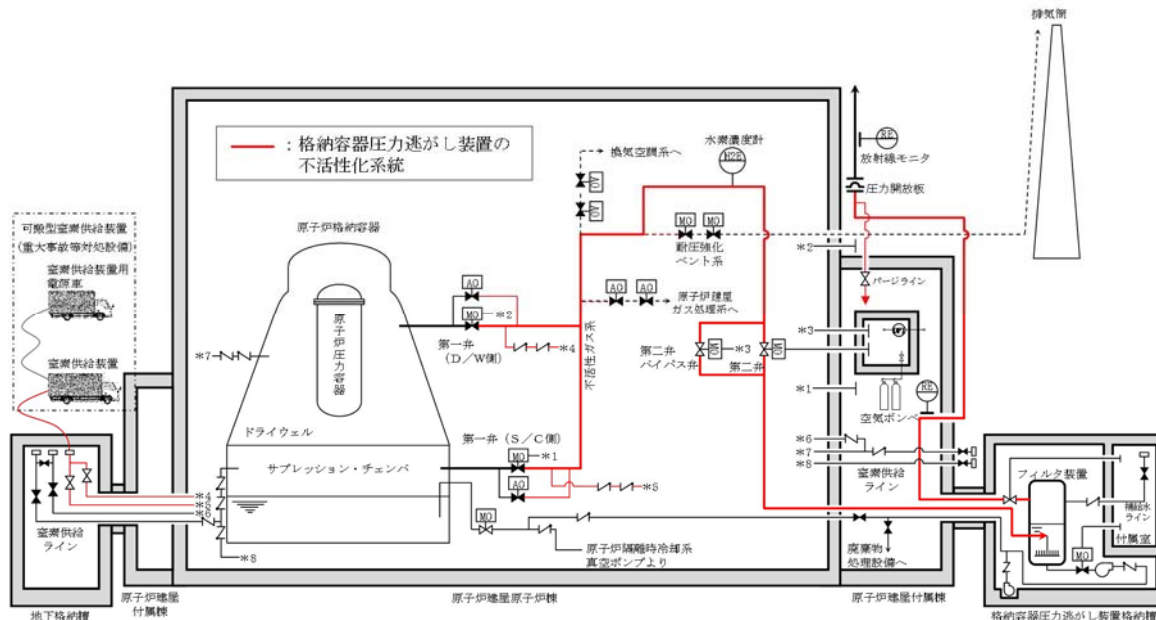 排気筒
：格納容器圧力逃がし装置の
不活性化系統
換気空調系へ
水素濃度計
H2E
RE
放射線モニタ
圧力開放板
AO
AO
可搬型窒素供給装置
(重大事故等対処設備)
窒素供給装置用
電源車
窒素供給装置
原子炉格納容器
原子炉圧力容器
MO
MO
耐圧強化
ベント系
*2
パージライン
AO
MO
*2
*4
第一弁
(D/W側)
AO
AO
原子炉建屋
ガス処理系へ
不活性ガス系
*7
第二弁
バイパス弁
MO
*3
第二弁
MO
*3
*1
空気ボンベ
RE
ドライウェル
サプレッション・チェンバ
第一弁(S/C側)
MO
*1
AO
*5
*6
*7
*8
窒素供給
ライン
フィルタ装置
補給水
ライン
付属室
MO
*4
*5
*6
*8
窒素供給
ライン
MO
原子炉隔離時冷却系
真空ポンプより
廃棄物
処理設備へ
地下格納槽
原子炉建屋
付属棟
原子炉建屋原子炉棟
原子炉建屋付属棟
格納容器圧力逃がし装置格納槽